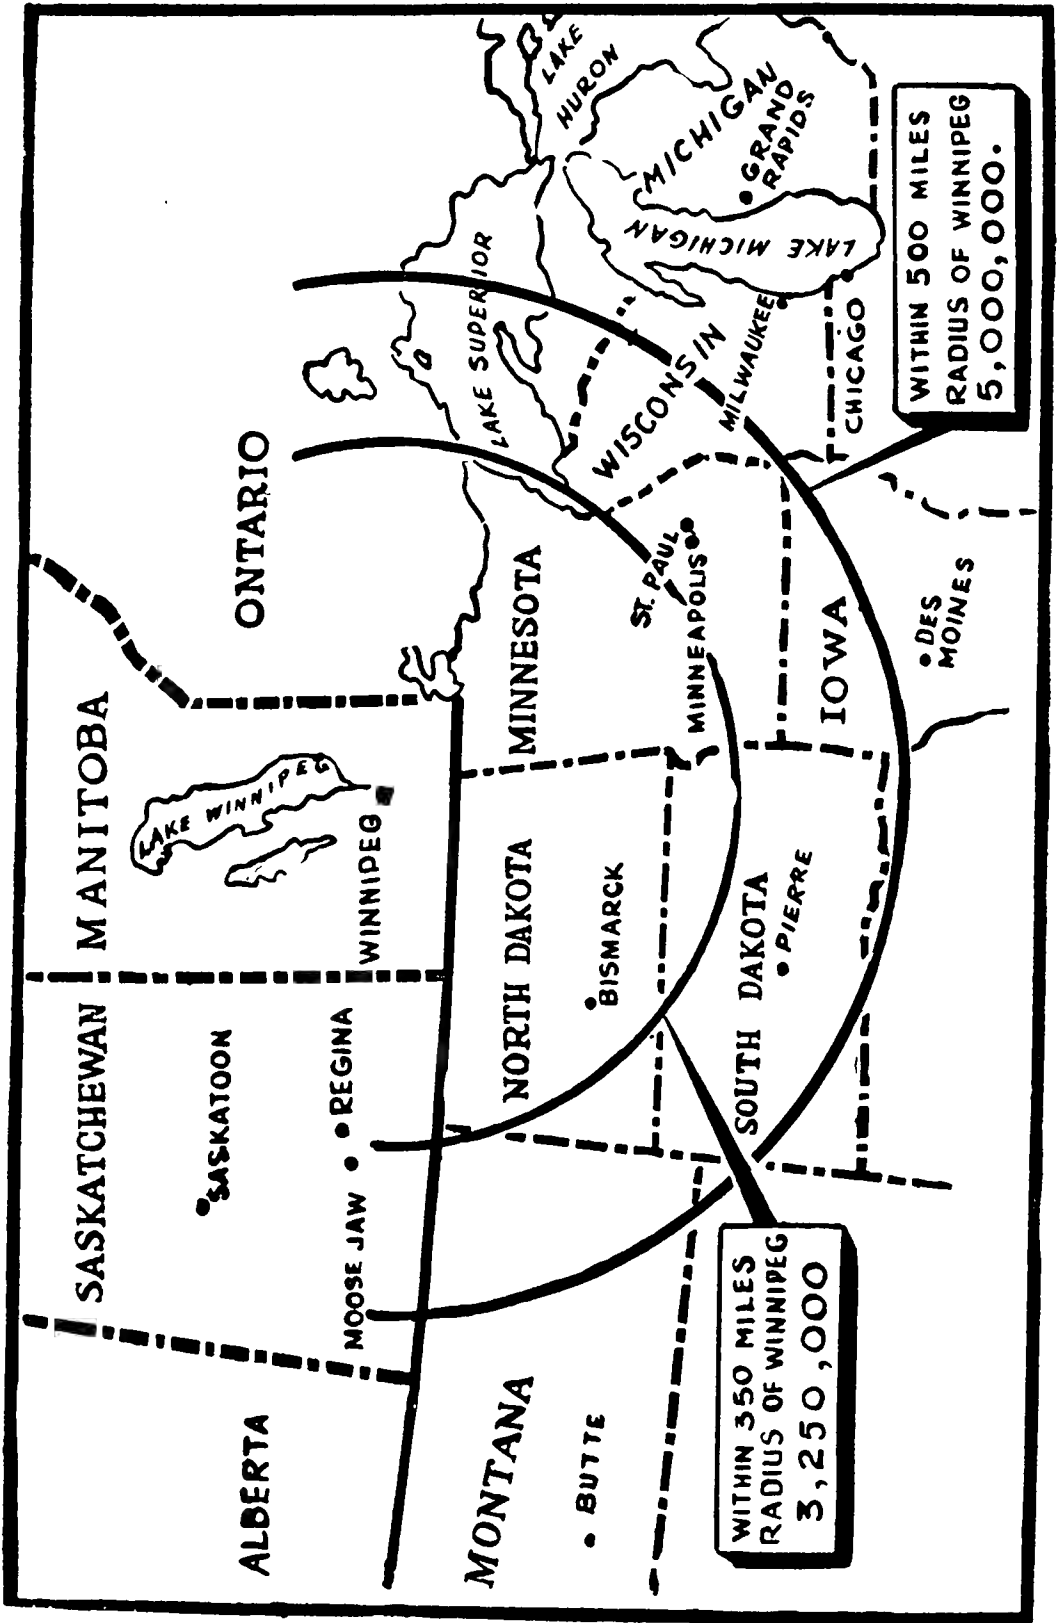 ALBERTA
SASKATCHEWAN
MANITOBA
ONTARIO
SASKATOON
MOOSE JAW
REGINA
WINNIPEG
LAKE WINNIPEG
MONTANA
BUTTE
NORTH DAKOTA
BISMARCK
MINNESOTA
ST. PAUL
MINNEAPOLIS
SOUTH DAKOTA
PIERRE
IOWA
DES
MOINES
LAKE SUPERIOR
WISCONSIN
MILWAUKEE
CHICAGO
LAKE MICHIGAN
MICHIGAN
GRAND
RAPIDS
LAKE
HURON
WITHIN 350 MILES
RADIUS OF WINNIPEG
3,250,000
WITHIN 500 MILES
RADIUS OF WINNIPEG
5,000,000.